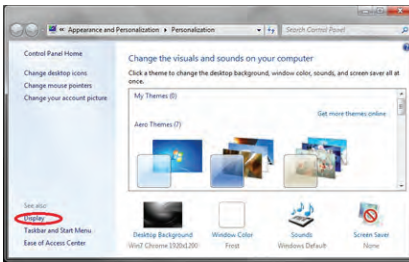 « Appearance and Personalization ▸ Personalization
Search Control Panel
Control Panel Home
Change desktop icons
Change mouse pointers
Change your account picture
See also
Display
Taskbar and Start Menu
Ease of Access Center
Change the visuals and sounds on your computer
Click a theme to change the desktop background, window color, sounds, and screen saver all at
once.
My Themes (0)
Get more themes online
Aero Themes (7)
Desktop Background
Win7 Chrome 1920x1200
Window Color
Frost
Sounds
Windows Default
Screen Saver
None